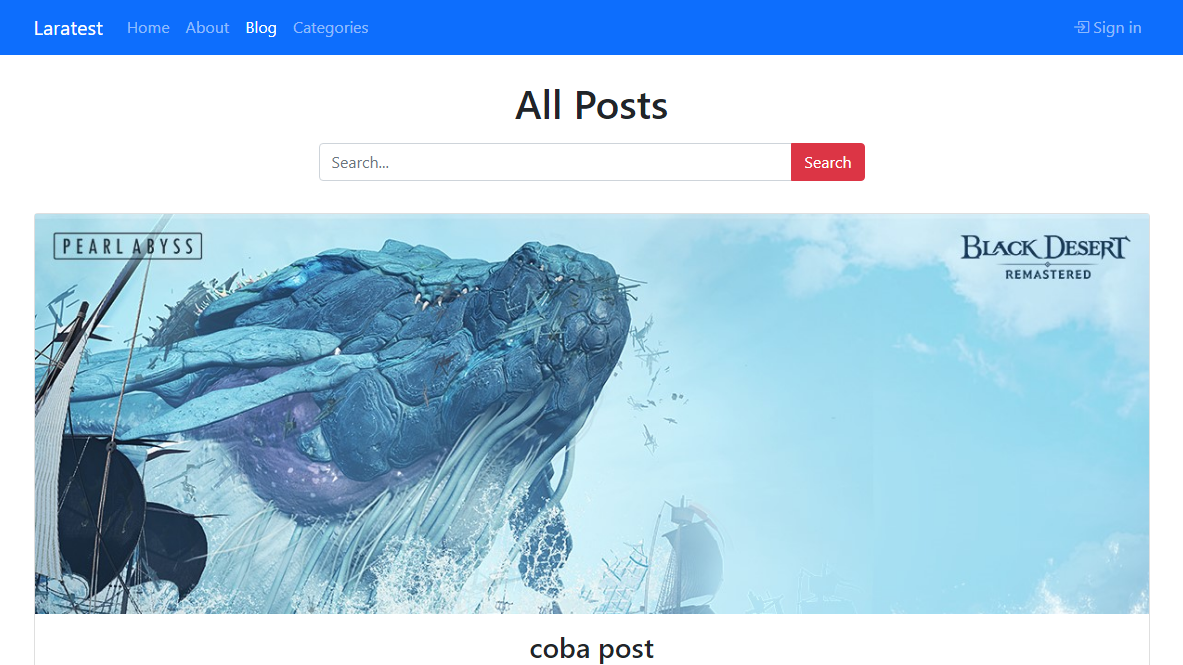 Laratest Home About Blog Categories Sign in
All Posts
Search... Search
PEARL ABYSS
BLACK DESERT
REMASTERED
coba post